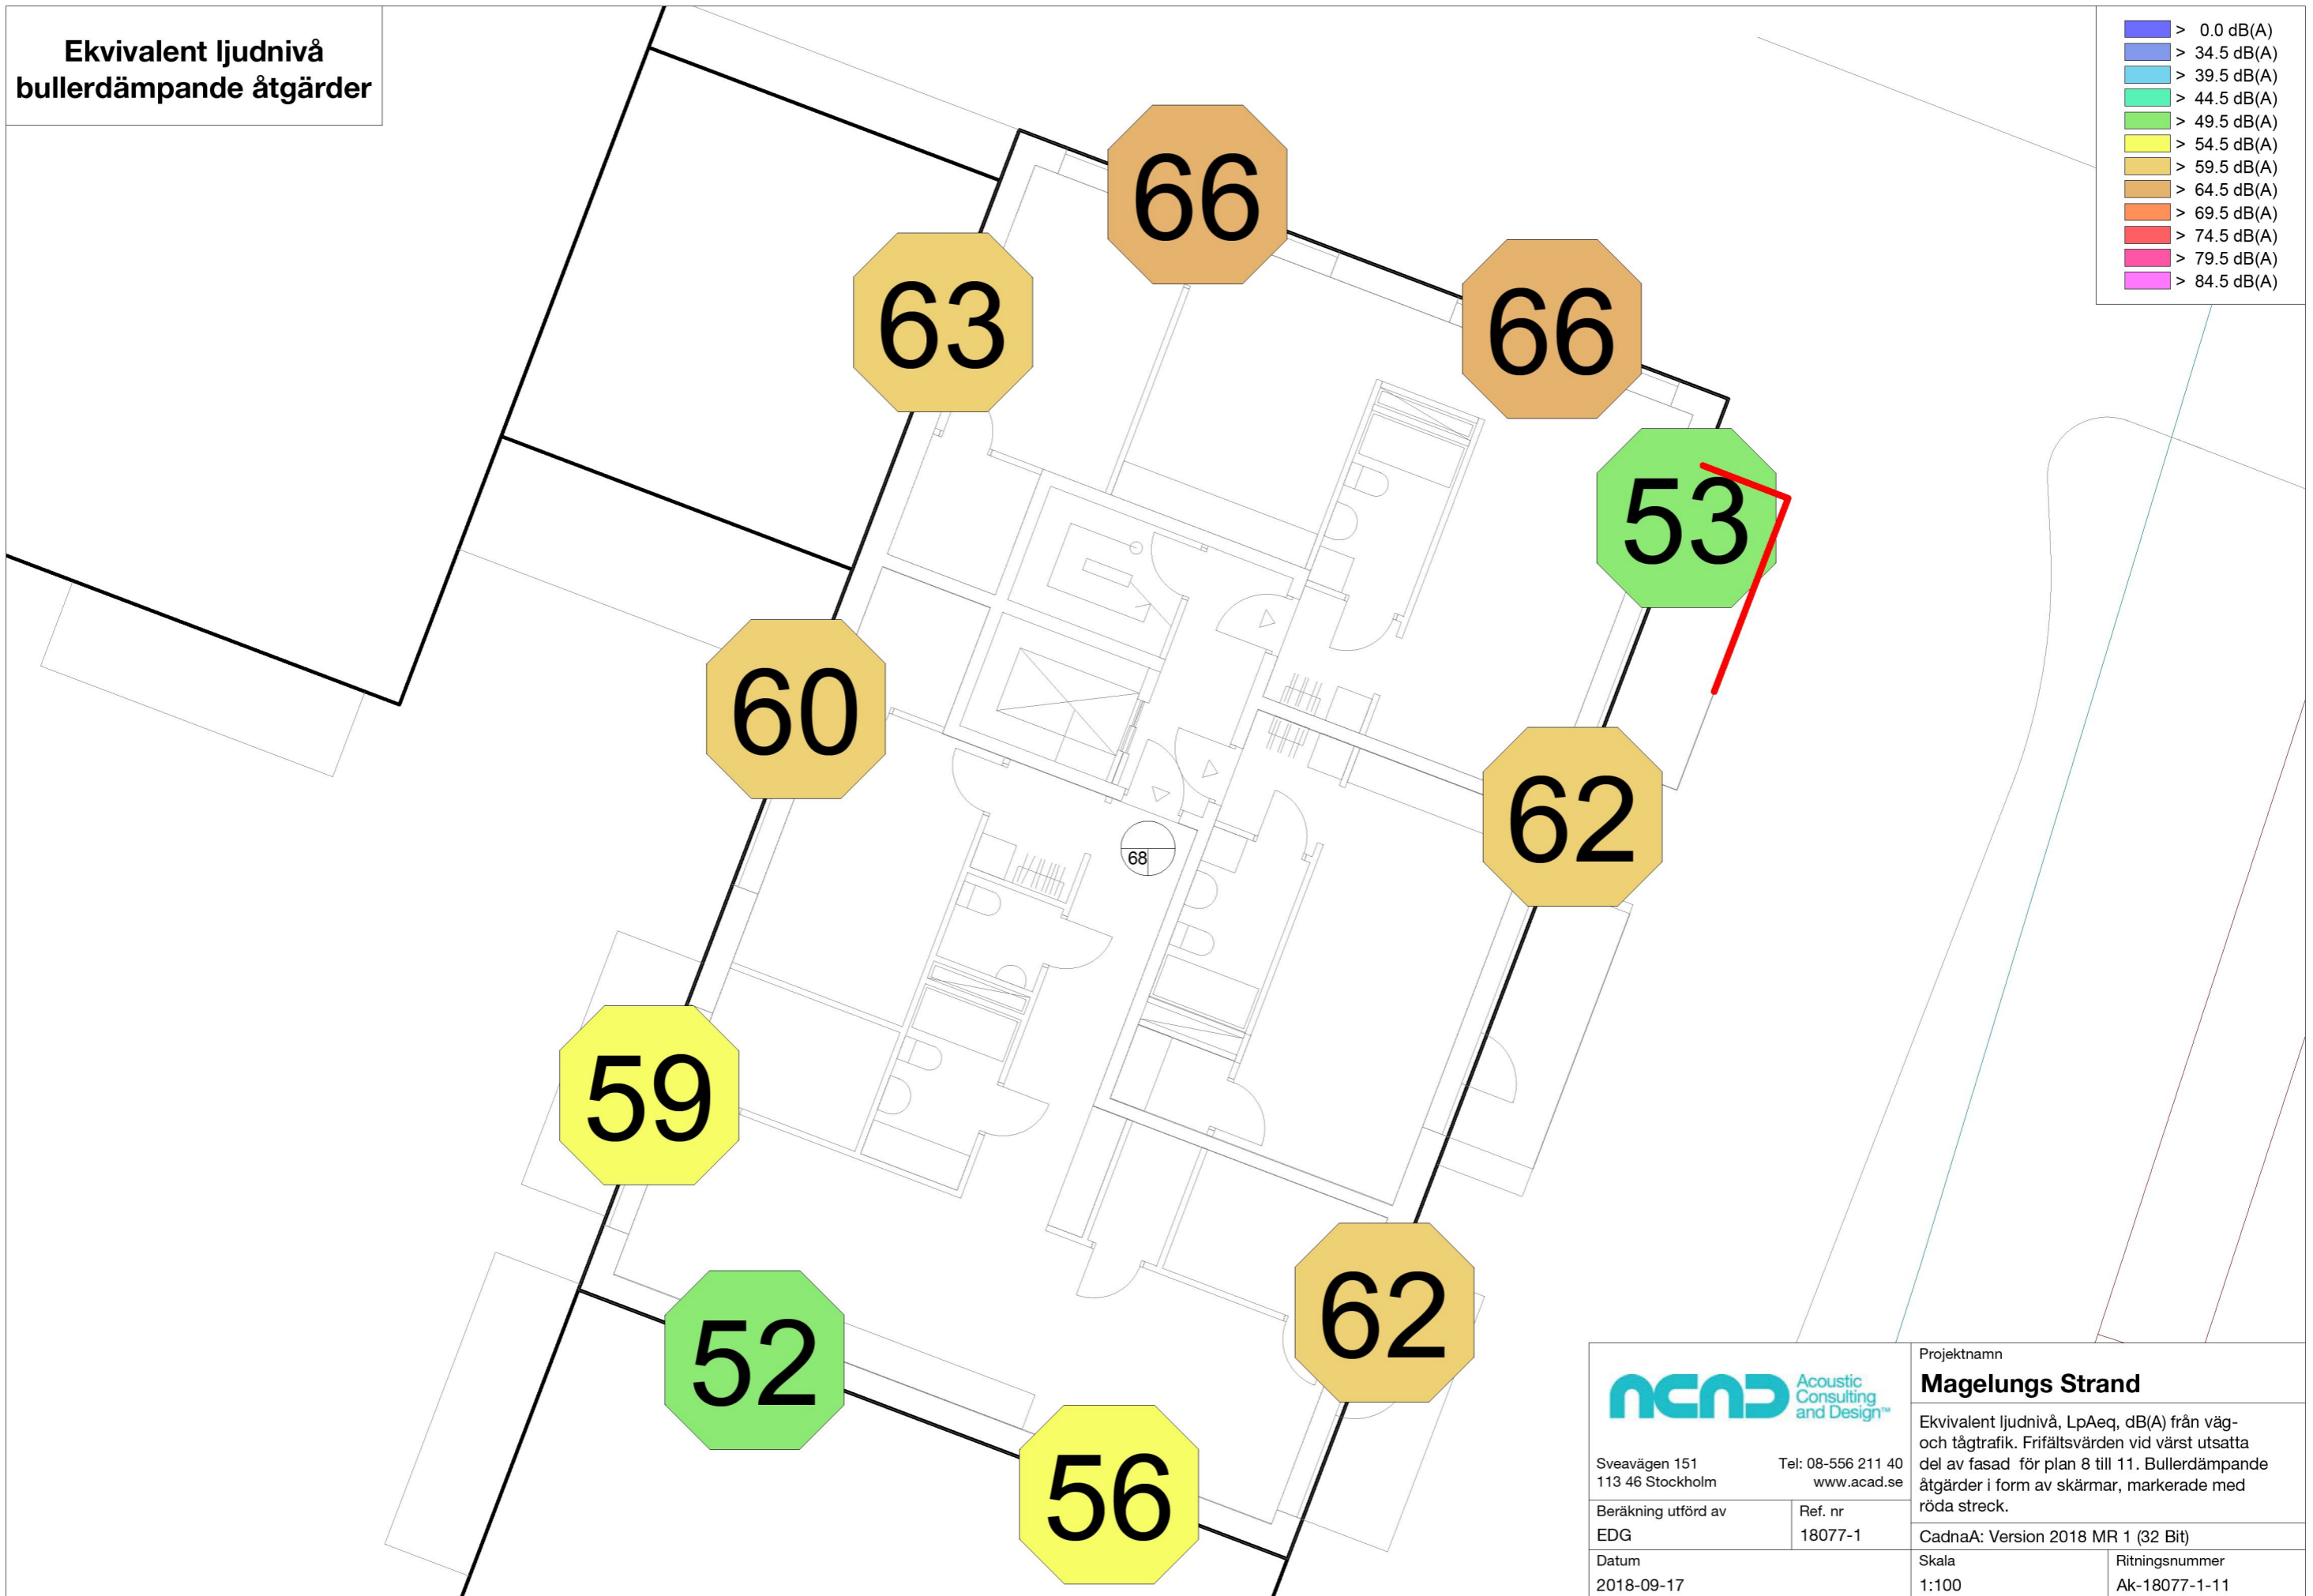 Ekvivalent ljudnivå
bullerdämpande åtgärder
> 0.0 dB(A)
> 34.5 dB(A)
> 39.5 dB(A)
> 44.5 dB(A)
> 49.5 dB(A)
> 54.5 dB(A)
> 59.5 dB(A)
> 64.5 dB(A)
> 69.5 dB(A)
> 74.5 dB(A)
> 79.5 dB(A)
> 84.5 dB(A)
66
63
66
53
60
62
68
59
62
52
56
acad Acoustic
Consulting
and Design™
Sveavägen 151
113 46 Stockholm
Tel: 08-556 211 40
www.acad.se
Beräkning utförd av
EDG
Ref. nr
18077-1
Datum
2018-09-17
Projektnamn
Magelungs Strand
Ekvivalent ljudnivå, LpAeq, dB(A) från väg-
och tågtrafik. Frifältsvärden vid värst utsatta
del av fasad för plan 8 till 11. Bullerdämpande
åtgärder i form av skärmar, markerade med
röda streck.
CadnaA: Version 2018 MR 1 (32 Bit)
Skala
1:100
Ritningsnummer
Ak-18077-1-11